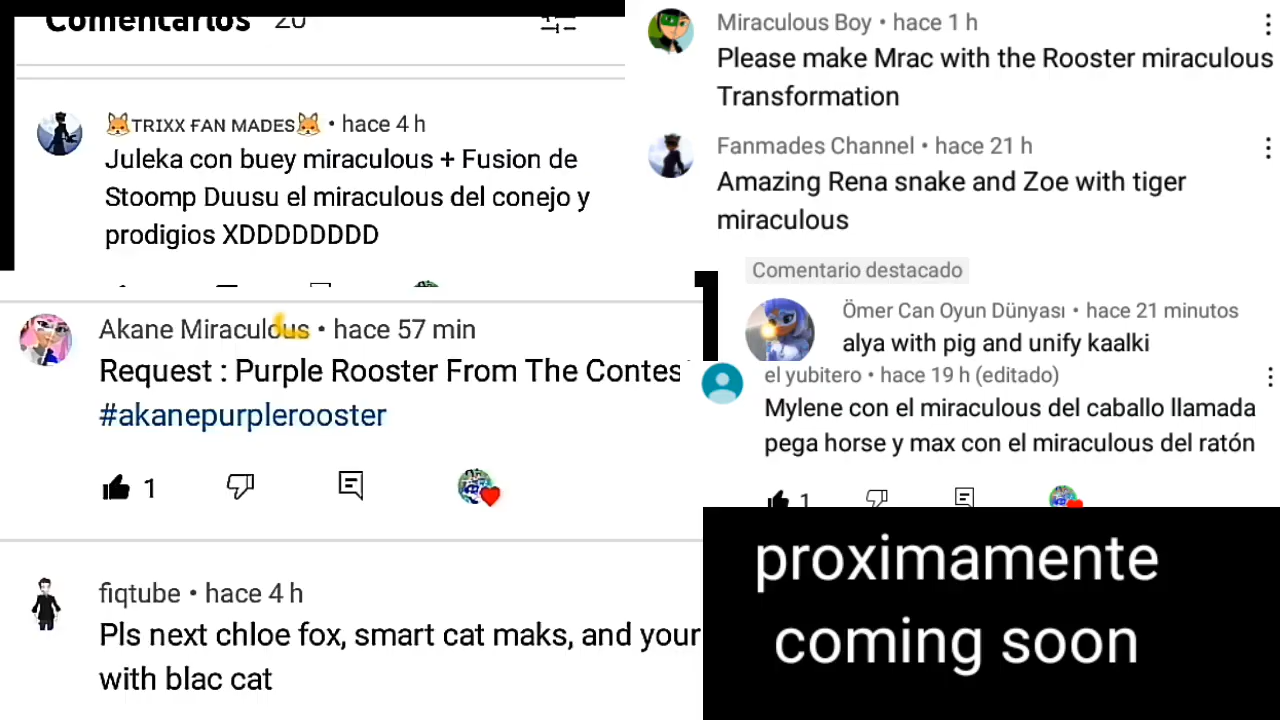 Comentarios 20
🦊TRIXX FAN MADES🦊 • hace 4 h
Juleka con buey miraculous + Fusion de
Stoomp Duusu el miraculous del conejo y
prodigios XDDDDDDDD
Akane Miraculous • hace 57 min
Request : Purple Rooster From The Contes
#akanepurplerooster
1
fiqtube • hace 4 h
Pls next chloe fox, smart cat maks, and your
with blac cat
Miraculous Boy • hace 1 h
Please make Mrac with the Rooster miraculous
Transformation
Fanmades Channel • hace 21 h
Amazing Rena snake and Zoe with tiger
miraculous
Comentario destacado
Ömer Can Oyun Dünyası • hace 21 minutos
alya with pig and unify kaalki
el yubitero • hace 19 h (editado)
Mylene con el miraculous del caballo llamada
pega horse y max con el miraculous del ratón
1
proximamente
coming soon